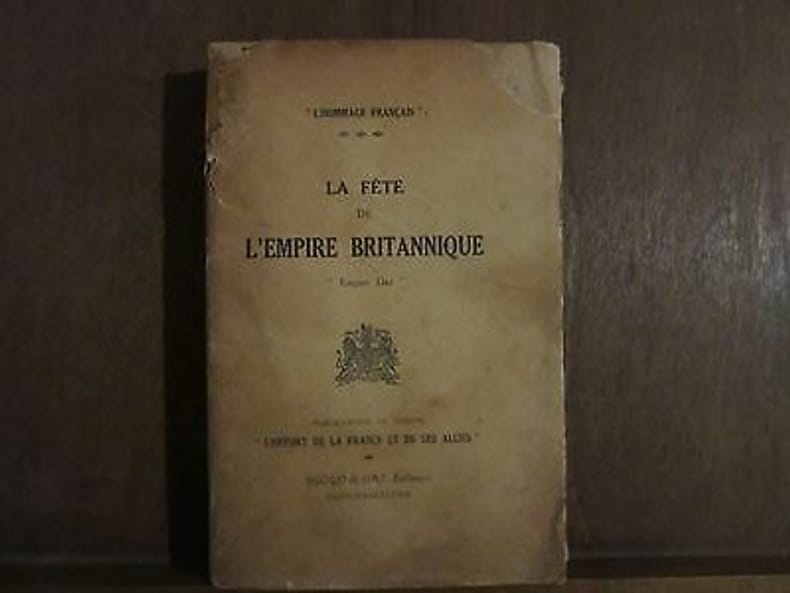 " L'HOMMAGE FRANÇAIS "
LA FÊTE
DE
L'EMPIRE BRITANNIQUE
" Empire Day "
" L'EFFORT DE LA FRANCE ET DE SES ALLIÉS "